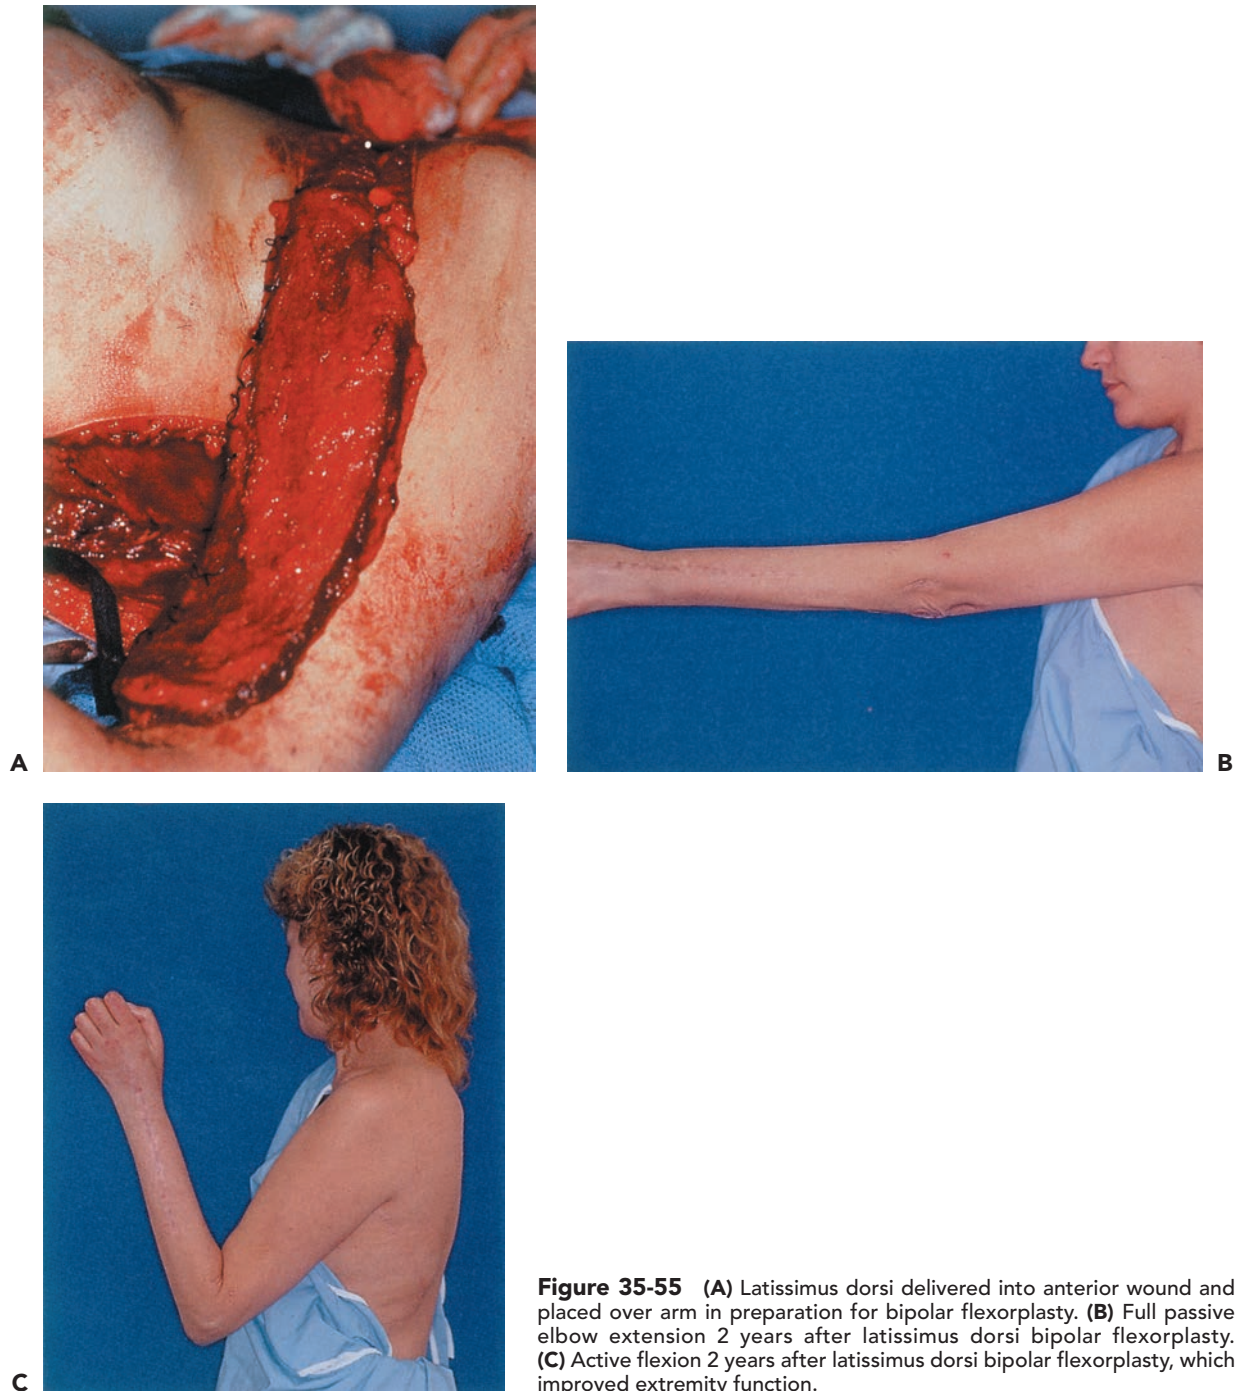 A
B
C
Figure 35-55 (A) Latissimus dorsi delivered into anterior wound and
placed over arm in preparation for bipolar flexorplasty. (B) Full passive
elbow extension 2 years after latissimus dorsi bipolar flexorplasty.
(C) Active flexion 2 years after latissimus dorsi bipolar flexorplasty, which
improved extremity function.